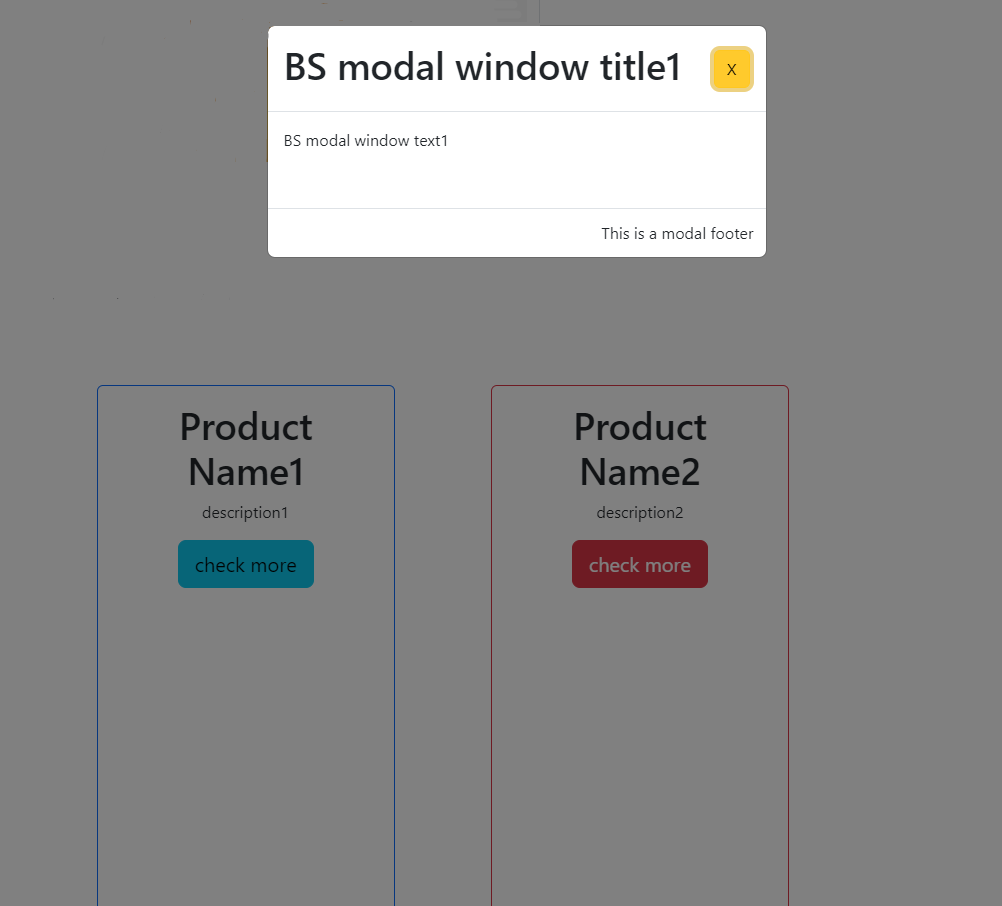 BS modal window title1
X
BS modal window text1
This is a modal footer
Product
Name1
description1
check more
Product
Name2
description2
check more